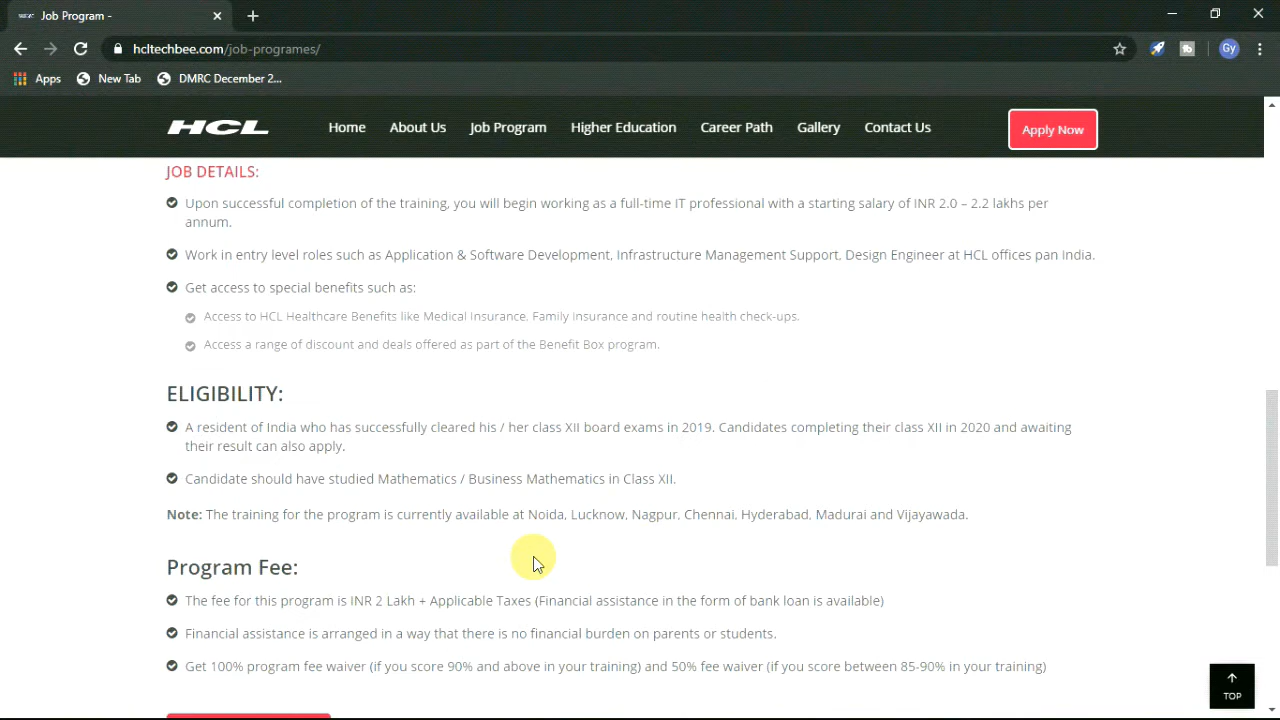 Job Program -
hcltechbee.com/job-programes/
Gy
Apps New Tab DMRC December 2...
HCL Home About Us Job Program Higher Education Career Path Gallery Contact Us Apply Now
JOB DETAILS:
Upon successful completion of the training, you will begin working as a full-time IT professional with a starting salary of INR 2.0 – 2.2 lakhs per
annum.
Work in entry level roles such as Application & Software Development, Infrastructure Management Support, Design Engineer at HCL offices pan India.
Get access to special benefits such as:
Access to HCL Healthcare Benefits like Medical Insurance, Family Insurance and routine health check-ups.
Access a range of discount and deals offered as part of the Benefit Box program.
ELIGIBILITY:
A resident of India who has successfully cleared his / her class XII board exams in 2019. Candidates completing their class XII in 2020 and awaiting
their result can also apply.
Candidate should have studied Mathematics / Business Mathematics in Class XII.
Note: The training for the program is currently available at Noida, Lucknow, Nagpur, Chennai, Hyderabad, Madurai and Vijayawada.
Program Fee:
The fee for this program is INR 2 Lakh + Applicable Taxes (Financial assistance in the form of bank loan is available)
Financial assistance is arranged in a way that there is no financial burden on parents or students.
Get 100% program fee waiver (if you score 90% and above in your training) and 50% fee waiver (if you score between 85-90% in your training)
TOP